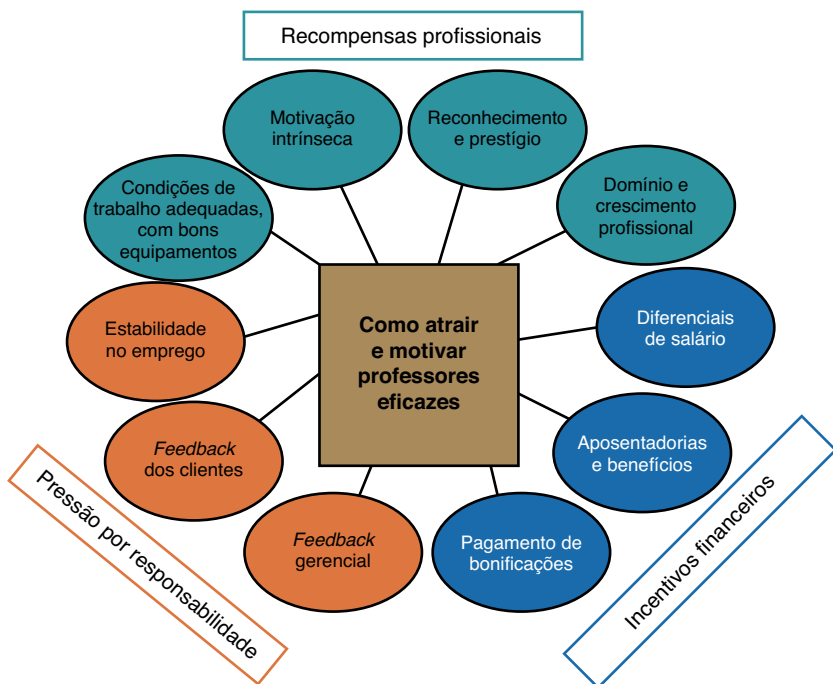 Recompensas profissionais
Motivação
intrínseca
Reconhecimento
e prestígio
Condições de
trabalho adequadas,
com bons
equipamentos
Domínio e
crescimento
profissional
Estabilidade
no emprego
Como atrair
e motivar
professores
eficazes
Diferenciais
de salário
Feedback
dos clientes
Aposentadorias
e benefícios
Feedback
gerencial
Pagamento de
bonificações
Pressão por responsabilidade
Incentivos financeiros